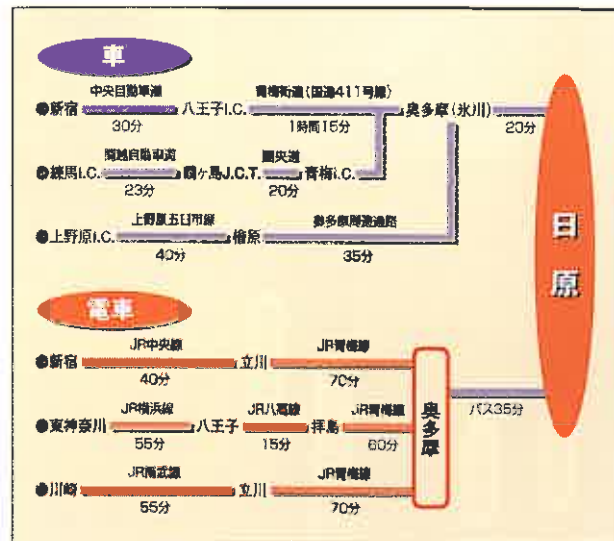 車
中央自動車道
青梅街道(国道411号線)
●新宿
八王子I.C.
奥多摩(氷川)
30分
1時間15分
20分
関越自動車道
圏央道
●練馬I.C.
鶴ヶ島J.C.T.
青梅I.C.
23分
20分
上野原五日市線
奥多摩周遊道路
●上野原I.C.
檜原
40分
35分
日原
電車
JR中央線
JR青梅線
●新宿
立川
40分
70分
JR横浜線
JR八高線
JR青梅線
●東神奈川
八王子
拝島
55分
15分
60分
奥多摩
バス35分
JR南武線
JR青梅線
●川崎
立川
55分
70分